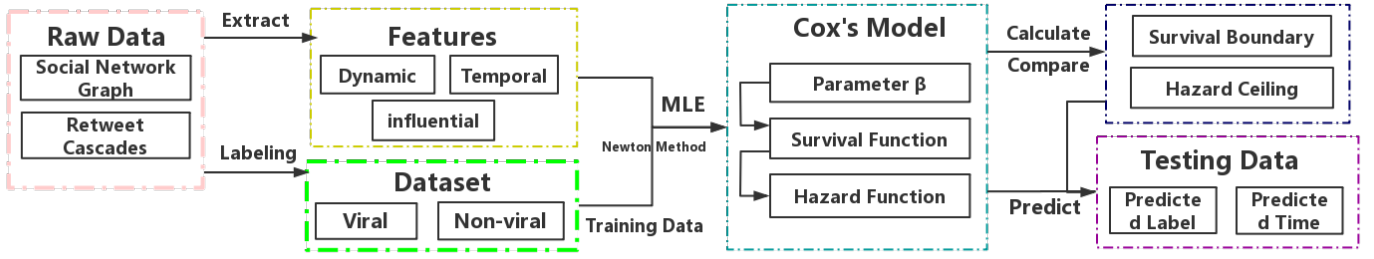 Raw Data
Social Network
Graph
Retweet
Cascades
Extract
Labeling
Features
Dynamic
Temporal
influential
Dataset
Viral
Non-viral
MLE
Newton Method
Training Data
Cox's Model
Parameter β
Survival Function
Hazard Function
Calculate
Compare
Predict
Survival Boundary
Hazard Ceiling
Testing Data
Predicte
d Label
Predicte
d Time